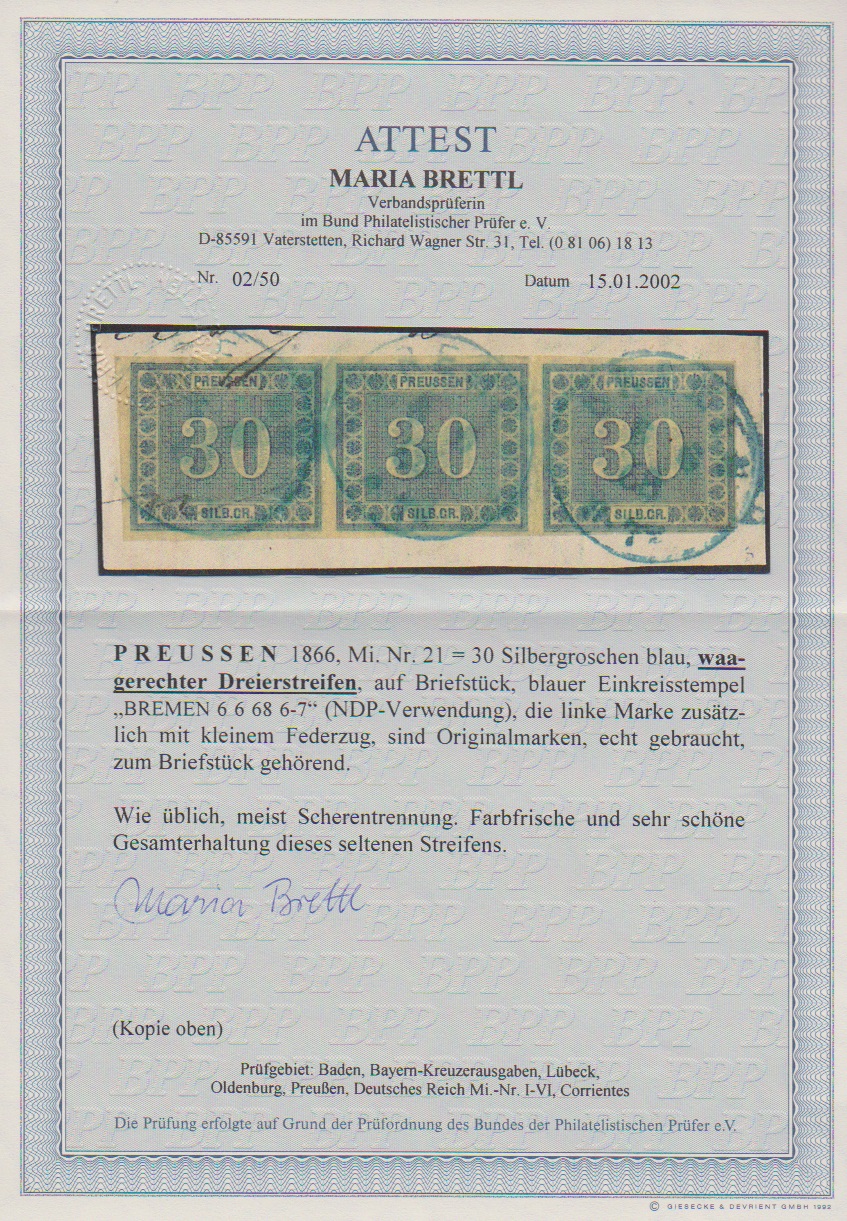 ATTEST
MARIA BRETTL
Verbandsprüferin
im Bund Philatelistischer Prüfer e. V.
D-85591 Vaterstetten, Richard Wagner Str. 31, Tel. (0 81 06) 18 13
Nr. 02/50 Datum 15.01.2002
PREUSSEN PREUSSEN PREUSSEN
30 30 30
SILB.GR. SILB.GR. SILB.GR.
PREUSSEN 1866, Mi. Nr. 21 = 30 Silbergroschen blau, waa-
gerechter Dreierstreifen, auf Briefstück, blauer Einkreisstempel
„BREMEN 6 6 68 6-7“ (NDP-Verwendung), die linke Marke zusätz-
lich mit kleinem Federzug, sind Originalmarken, echt gebraucht,
zum Briefstück gehörend.
Wie üblich, meist Scherentrennung. Farbfrische und sehr schöne
Gesamterhaltung dieses seltenen Streifens.
Maria Brettl
(Kopie oben)
Prüfgebiet: Baden, Bayern-Kreuzerausgaben, Lübeck,
Oldenburg, Preußen, Deutsches Reich Mi.-Nr. I-VI, Corrientes
Die Prüfung erfolgte auf Grund der Prüfordnung des Bundes der Philatelistischen Prüfer e.V.
© GIESECKE & DEVRIENT GMBH 1992